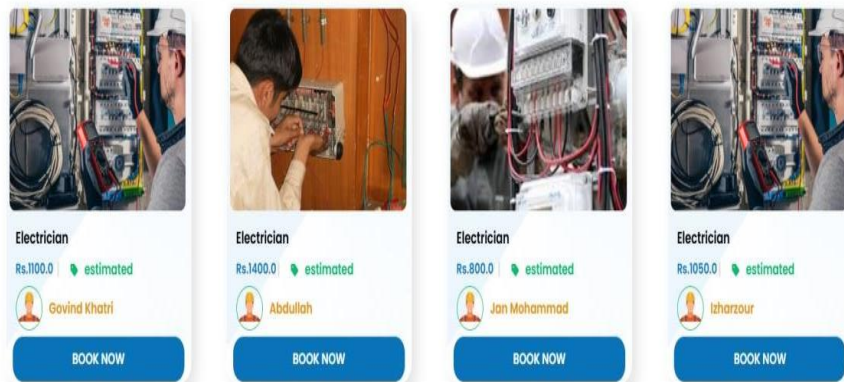 Electrician
Rs.1100.0 estimated
Govind Khatri
BOOK NOW
Electrician
Rs.1400.0 estimated
Abdullah
BOOK NOW
Electrician
Rs.800.0 estimated
Jan Mohammad
BOOK NOW
Electrician
Rs.1050.0 estimated
Izharzour
BOOK NOW